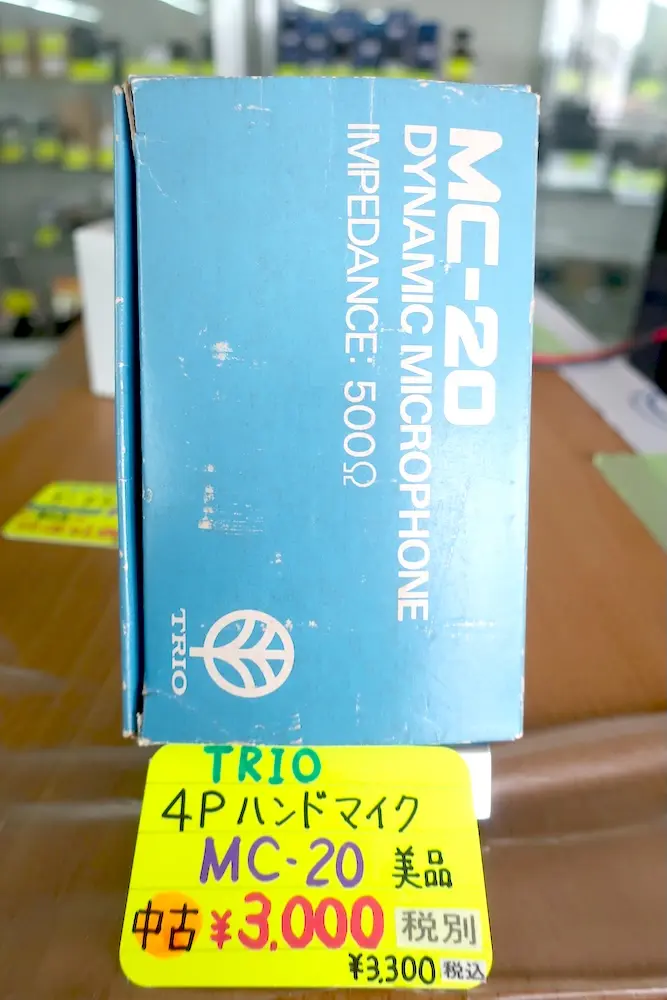 MC-20
DYNAMIC MICROPHONE
IMPEDANCE: 500Ω
TRIO
TRIO
4Pハンドマイク
MC-20 美品
中古 ¥3,000 税別
¥3,300 税込